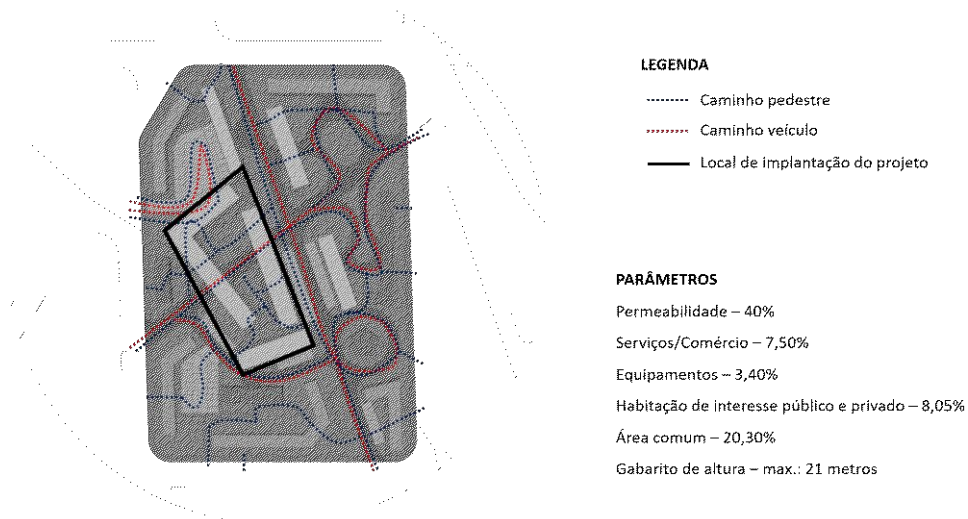 LEGENDA
Caminho pedestre
Caminho veículo
Local de implantação do projeto
PARÂMETROS
Permeabilidade – 40%
Serviços/Comércio – 7,50%
Equipamentos – 3,40%
Habitação de interesse público e privado – 8,05%
Área comum – 20,30%
Gabarito de altura – max.: 21 metros